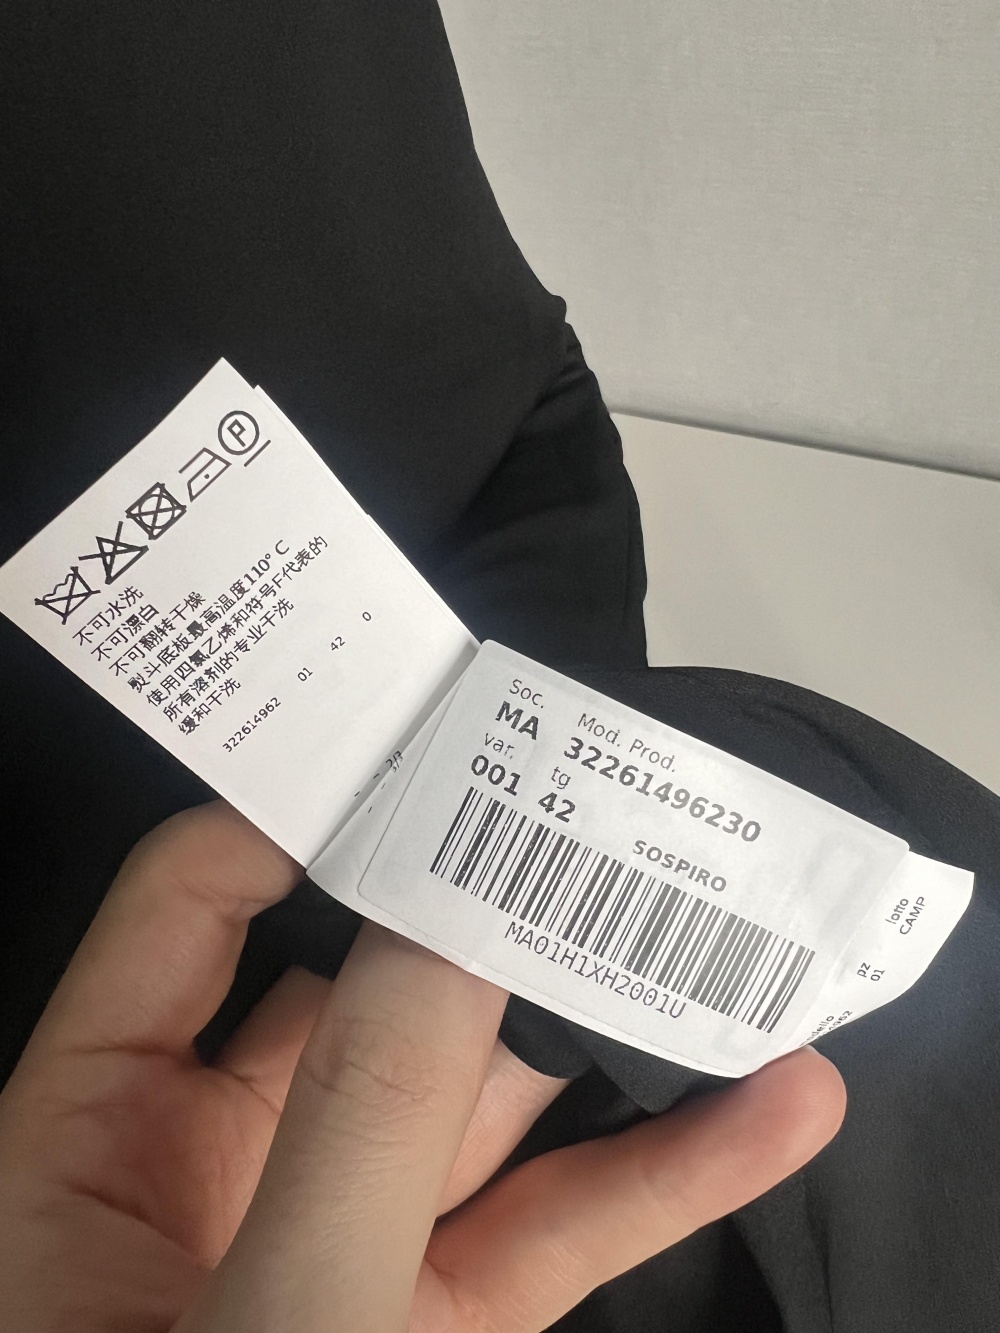 P
不可水洗
不可漂白
不可翻转干燥
熨斗底板最高温度110° C
使用四氯乙烯和符号F代表的
所有溶剂的专业干洗
缓和干洗
322614962 01 42 0
Soc. Mod. Prod.
MA 32261496230
var. tg
001 42
SOSPIRO
MA01H1XH2001U
lotto
CAMP
pz
01